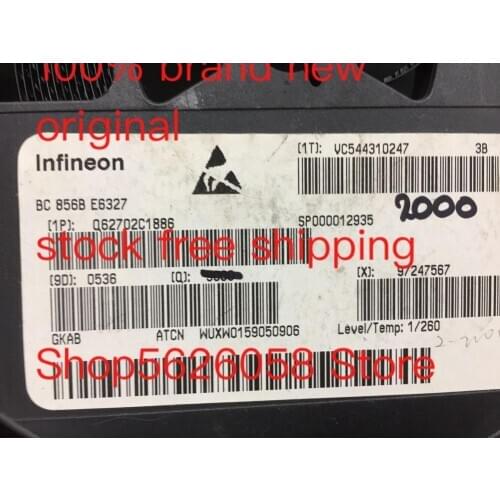 100% brand new
original
Infineon
(1T): VC544310247 3B
BC 856B E6327
(1P): Q62702C1886
SP000012935
2000
stock free shipping
(9D): 0536 (Q):
(X): 97247567
GKAB ATCN WUXW0159050906 Level/Temp: 1/260
Shop5626058 Store